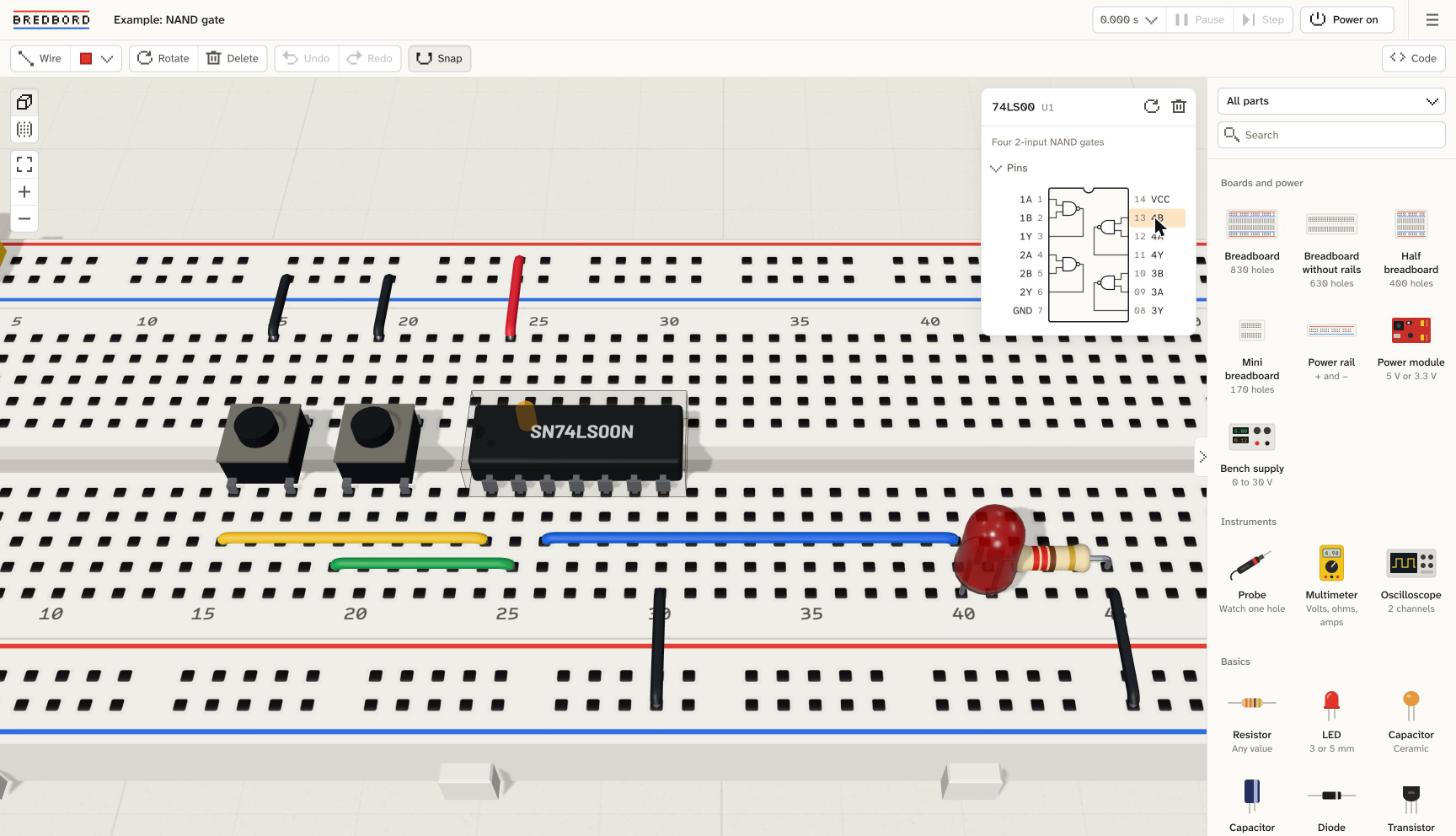 BREDBORD
Example: NAND gate
0.000 s
Pause
Step
Power on
Wire
Rotate
Delete
Undo
Redo
Snap
Code
74LS00 U1
Four 2-input NAND gates
Pins
1A 1
14 VCC
1B 2
13 4B
1Y 3
12 4A
2A 4
11 4Y
2B 5
10 3B
2Y 6
09 3A
GND 7
08 3Y
5 10 20 25 30 35 40
SN74LS00N
10 15 20 25 30 35 40
All parts
Search
Boards and power
Breadboard
830 holes
Breadboard
without rails
630 holes
Half
breadboard
400 holes
Mini
breadboard
170 holes
Power rail
+ and −
Power module
5 V or 3.3 V
Bench supply
0 to 30 V
Instruments
Probe
Watch one hole
Multimeter
Volts, ohms,
amps
Oscilloscope
2 channels
Basics
Resistor
Any value
LED
3 or 5 mm
Capacitor
Ceramic
Capacitor
Diode
Transistor